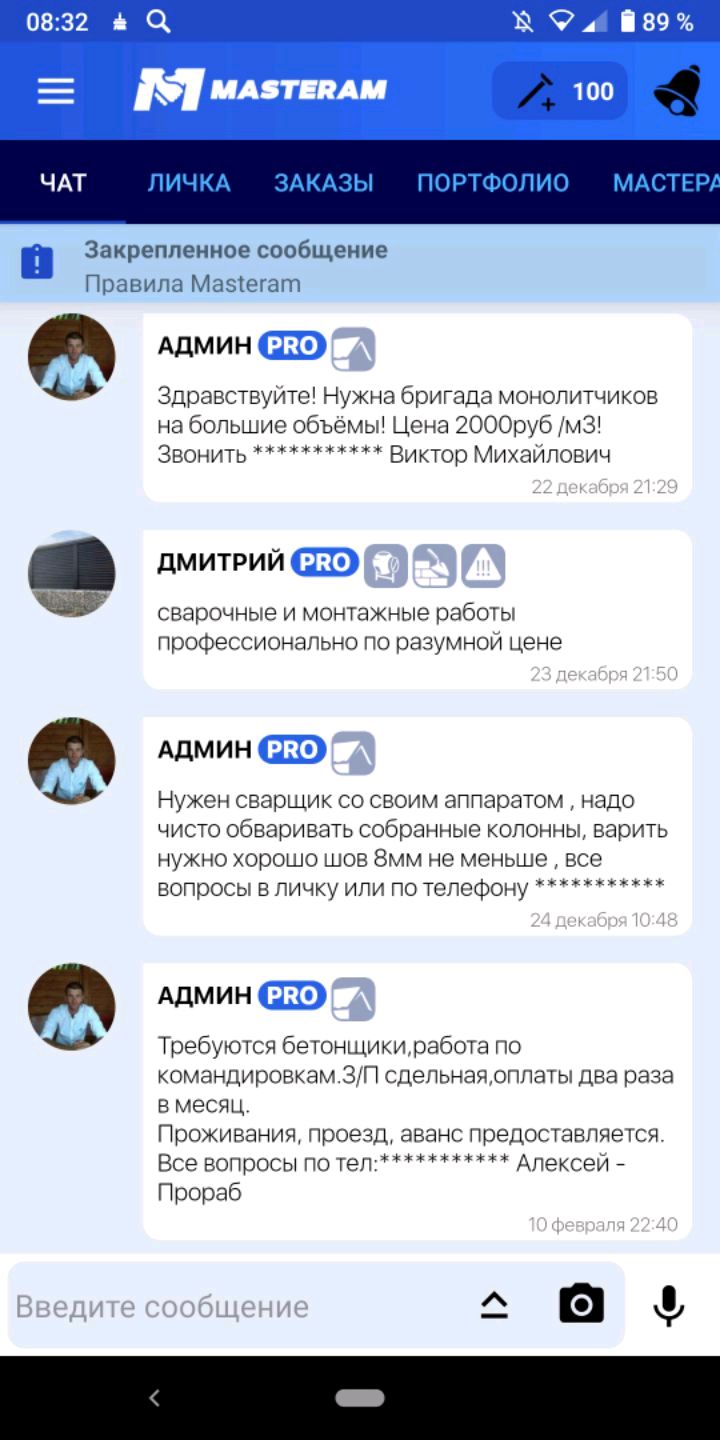 08:32
89 %
MASTERAM
100
ЧАТ
ЛИЧКА
ЗАКАЗЫ
ПОРТФОЛИО
МАСТЕРА
Закрепленное сообщение
Правила Masteram
АДМИН PRO
Здравствуйте! Нужна бригада монолитчиков
на большие объёмы! Цена 2000руб /м3!
Звонить *********** Виктор Михайлович
22 декабря 21:29
ДМИТРИЙ PRO
сварочные и монтажные работы
профессионально по разумной цене
23 декабря 21:50
АДМИН PRO
Нужен сварщик со своим аппаратом , надо
чисто обваривать собранные колонны, варить
нужно хорошо шов 8мм не меньше , все
вопросы в личку или по телефону ***********
24 декабря 10:48
АДМИН PRO
Требуются бетонщики,работа по
командировкам.З/П сдельная,оплаты два раза
в месяц.
Проживания, проезд, аванс предоставляется.
Все вопросы по тел:*********** Алексей -
Прораб
10 февраля 22:40
Введите сообщение